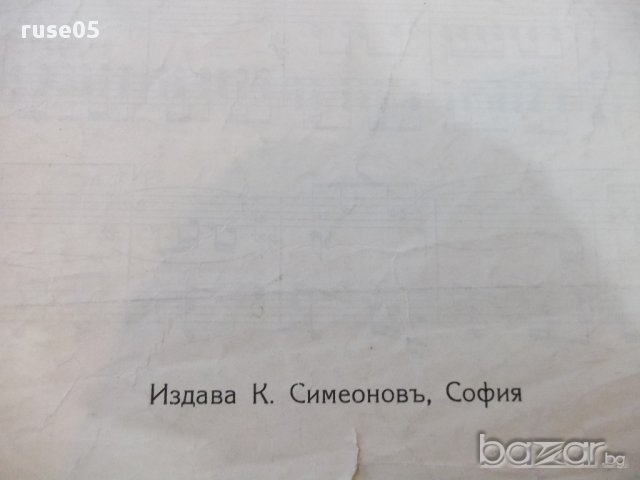 ruse05
Издава К. Симеоновъ, София
bazar.bg